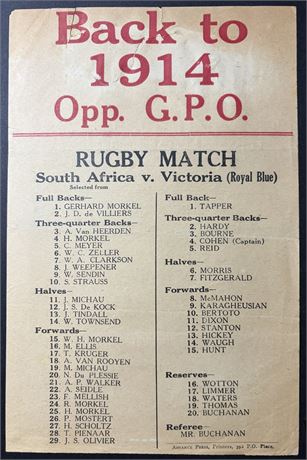 Back to
1914
Opp. G.P.O.
RUGBY MATCH
South Africa v. Victoria (Royal Blue)
Selected from
Full Backs—
1. GERHARD MORKEL
2. J. D. de VILLIERS
Three-quarter Backs—
3. A. Van HEERDEN
4. H. MORKEL
5. C. MEYER
6. W. C. ZELLER
7. W. A. CLARKSON
8. J. WEEPENER
9. W. SENDIN
10. S. STRAUSS
Halves—
11. J. MICHAU
12. J. S. De KOCK
13. J. TINDALL
14. W. TOWNSEND
Forwards—
15. W. H. MORKEL
16. M. ELLIS
17. T. KRUGER
18. A. VAN ROOYEN
19. M. MICHAU
20. N. Du PLESSIE
21. A. P. WALKER
22. A. SEIDLE
23. F. MELLISH
24. R. MORKEL
25. H. MORKEL
26. P. MOSTERT
27. H. SCHOLTZ
28. T. PIENAAR
29. J. S. OLIVIER
Full Back—
1. TAPPER
Three-quarter Backs—
2. HARDY
3. BOURNE
4. COHEN (Captain)
5. REID
Halves—
6. MORRIS
7. FITZGERALD
Forwards—
8. McMAHON
9. KARAGHEUSIAN
10. BERTOTO
11. DIXON
12. STANTON
13. HICKEY
14. WAUGH
15. HUNT
Reserves—
16. WOTTON
17. LIMMER
18. WATERS
19. THOMAS
20. BUCHANAN
Referee—
MR. BUCHANAN
ADVANCE PRESS, Printers, 392 P.O. Place.